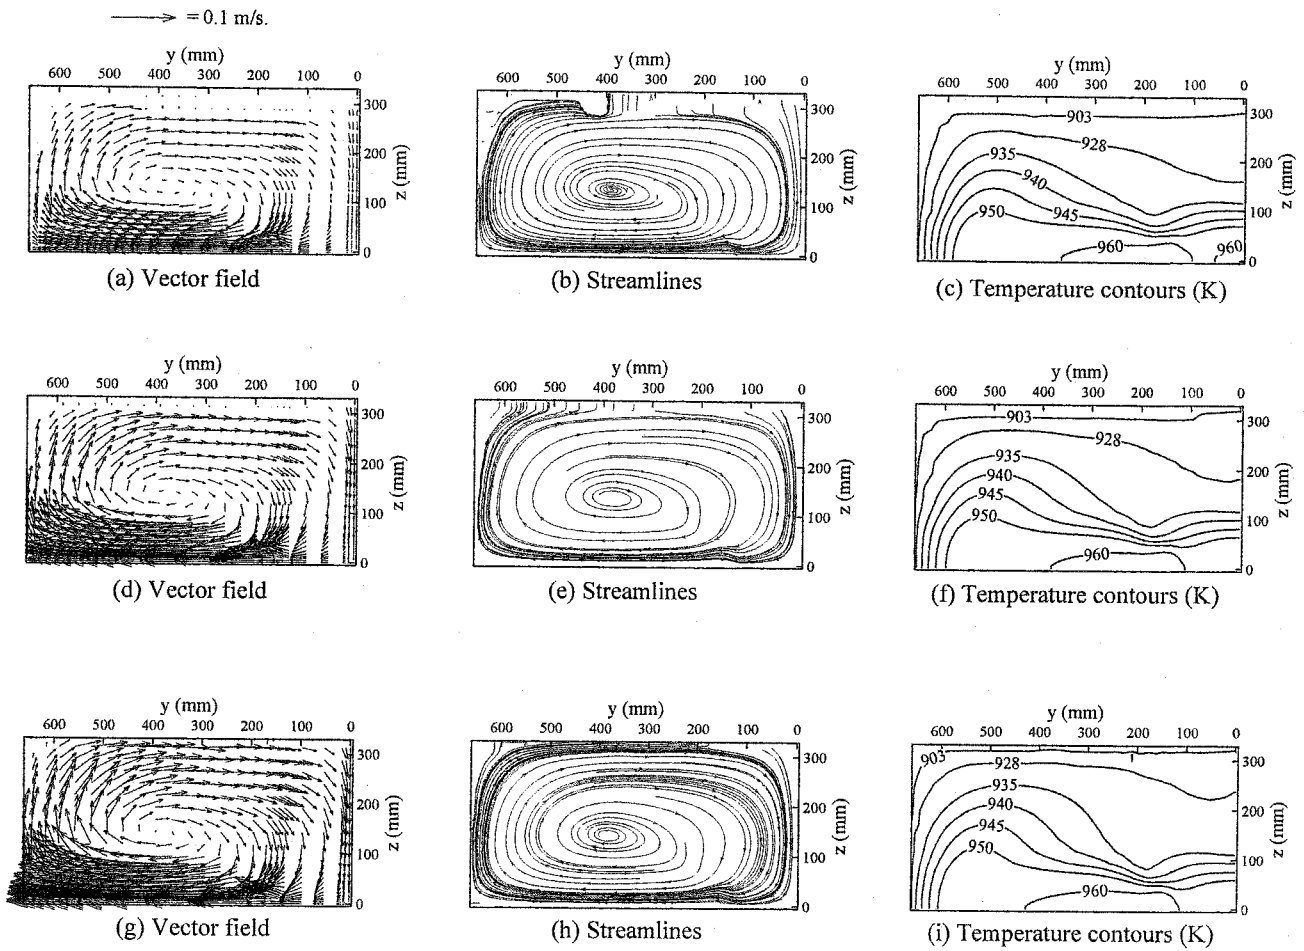 = 0.1 m/s.
y (mm)
600 500 400 300 200 100 0
300
200
100
0
z (mm)
(a) Vector field
y (mm)
600 500 400 300 200 100 0
300
200
100
0
z (mm)
(b) Streamlines
y (mm)
600 500 400 300 200 100 0
903
928
935
940
945
950
960
960
300
200
100
0
z (mm)
(c) Temperature contours (K)
y (mm)
600 500 400 300 200 100 0
300
200
100
0
z (mm)
(d) Vector field
y (mm)
600 500 400 300 200 100 0
300
200
100
0
z (mm)
(e) Streamlines
y (mm)
600 500 400 300 200 100 0
903
928
935
940
945
950
960
300
200
100
0
z (mm)
(f) Temperature contours (K)
y (mm)
600 500 400 300 200 100 0
300
200
100
0
z (mm)
(g) Vector field
y (mm)
600 500 400 300 200 100 0
300
200
100
0
z (mm)
(h) Streamlines
y (mm)
600 500 400 300 200 100 0
903
928
935
940
945
950
960
300
200
100
0
z (mm)
(i) Temperature contours (K)